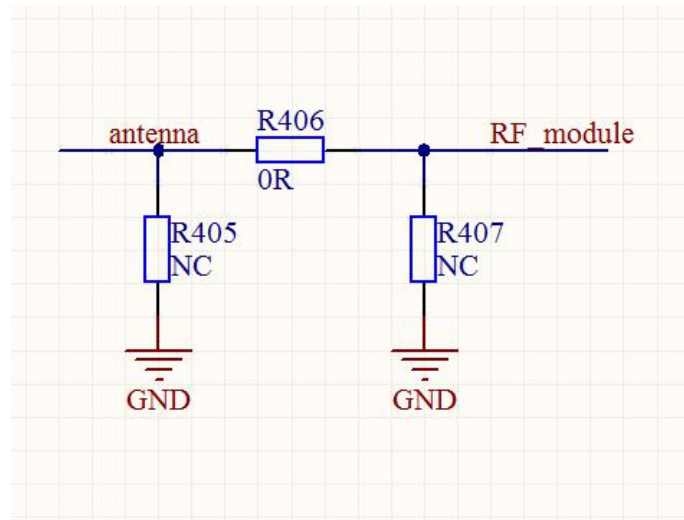 R406
antenna
RF_module
0R
R405
NC
R407
NC
GND
GND